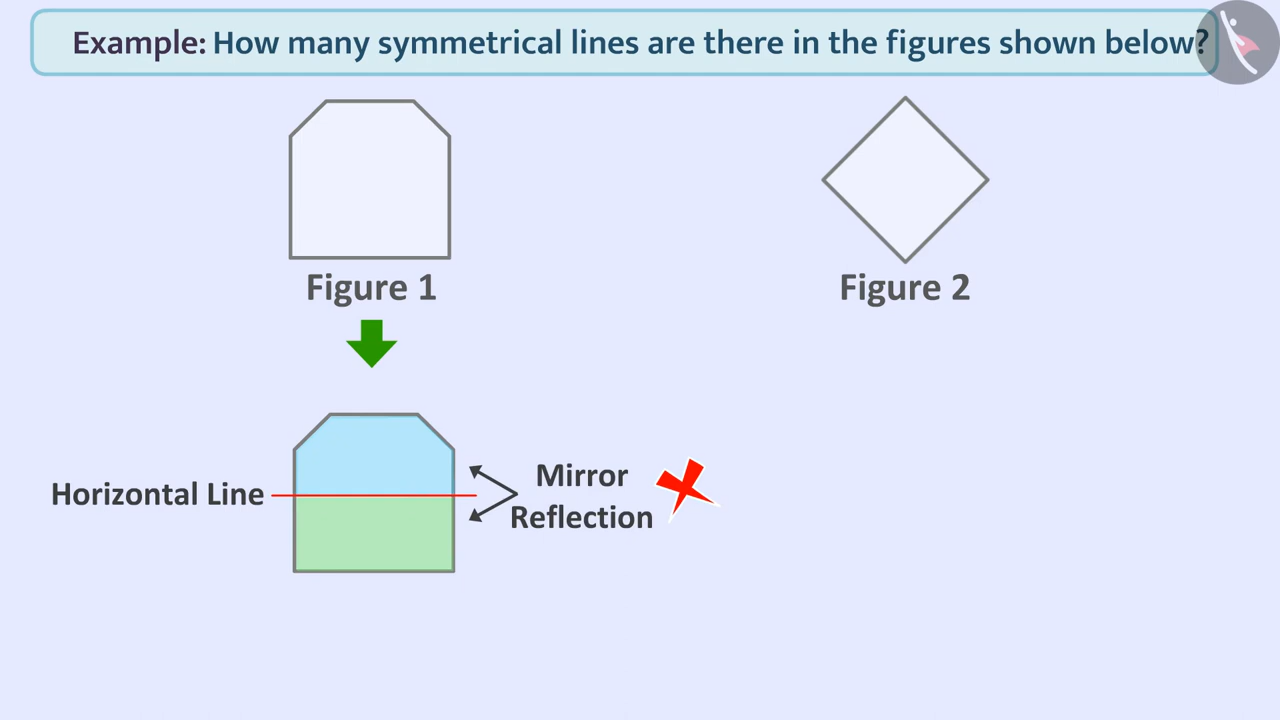 Example: How many symmetrical lines are there in the figures shown below?
Figure 1
Figure 2
Horizontal Line
Mirror
Reflection